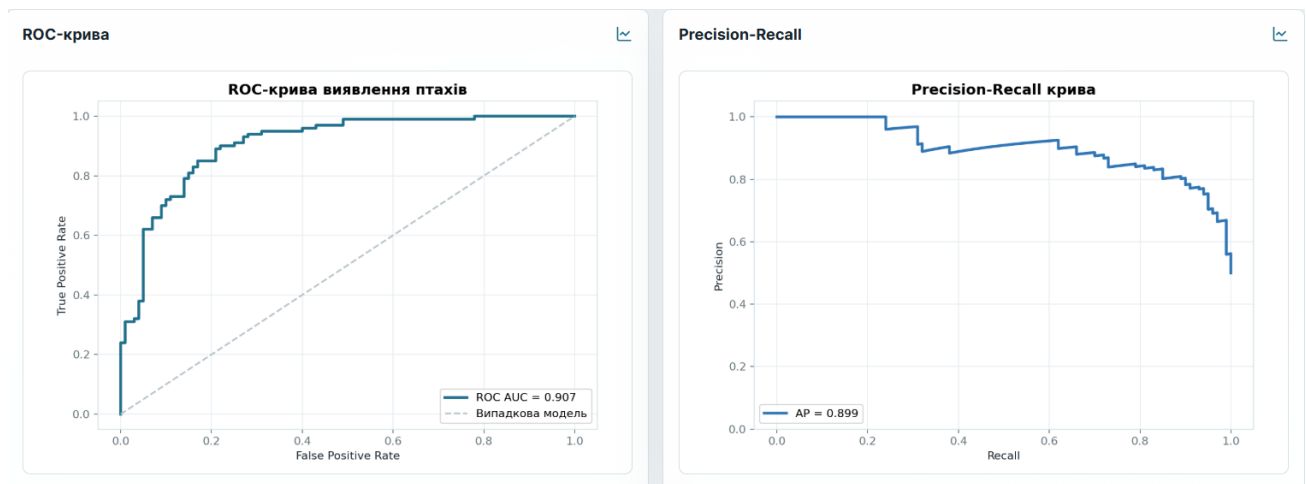 ROC-крива
ROC-крива виявлення птахів
1.0
0.8
0.6
0.4
0.2
0.0
True Positive Rate
ROC AUC = 0.907
Випадкова модель
0.0 0.2 0.4 0.6 0.8 1.0
False Positive Rate
Precision-Recall
Precision-Recall крива
1.0
0.8
0.6
0.4
0.2
0.0
Precision
AP = 0.899
0.0 0.2 0.4 0.6 0.8 1.0
Recall